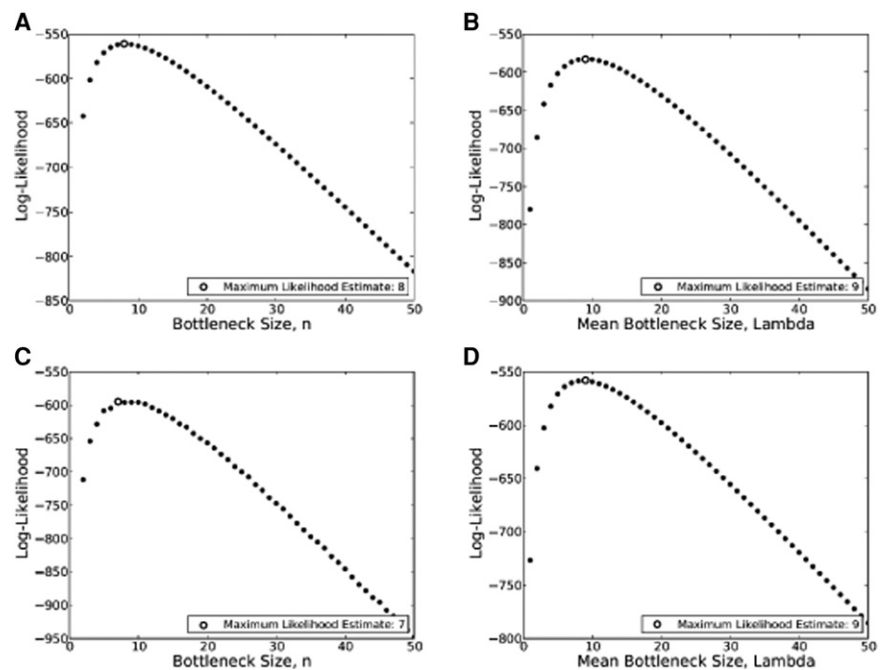 A
−550
−600
−650
−700
−750
−800
−850
Log-Likelihood
0 10 20 30 40 50
Bottleneck Size, n
Maximum Likelihood Estimate: 8
B
−550
−600
−650
−700
−750
−800
−850
−900
Log-Likelihood
0 10 20 30 40 50
Mean Bottleneck Size, Lambda
Maximum Likelihood Estimate: 9
C
−550
−600
−650
−700
−750
−800
−850
−900
−950
Log-Likelihood
0 10 20 30 40 50
Bottleneck Size, n
Maximum Likelihood Estimate: 7
D
−550
−600
−650
−700
−750
−800
Log-Likelihood
0 10 20 30 40 50
Mean Bottleneck Size, Lambda
Maximum Likelihood Estimate: 9